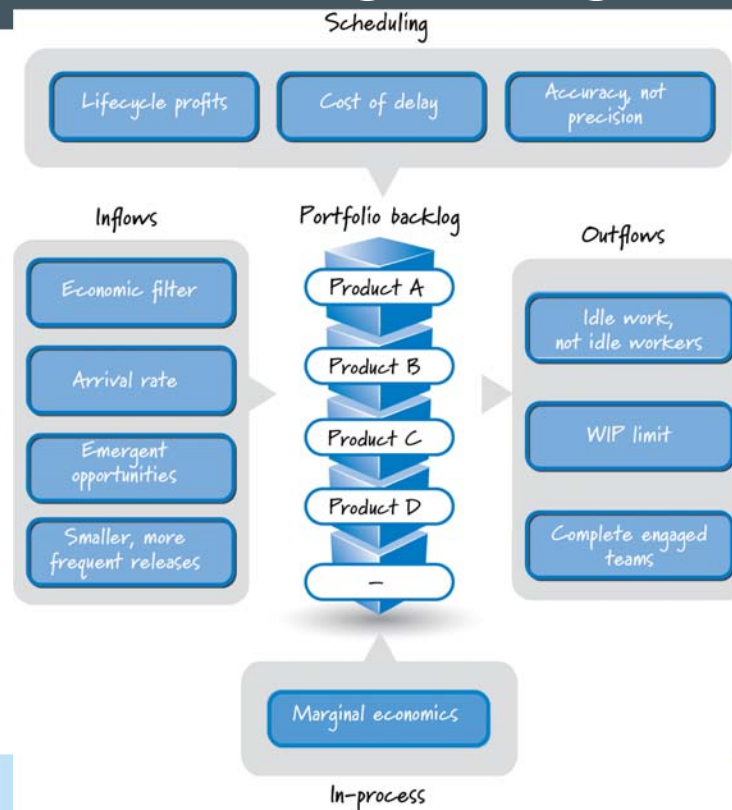 Scheduling
Lifecycle profits
Cost of delay
Accuracy, not
precision
Inflows
Economic filter
Arrival rate
Emergent
opportunities
Smaller, more
frequent releases
Portfolio backlog
Product A
Product B
Product C
Product D
–
Outflows
Idle work,
not idle workers
WIP limit
Complete engaged
teams
Marginal economics
In-process